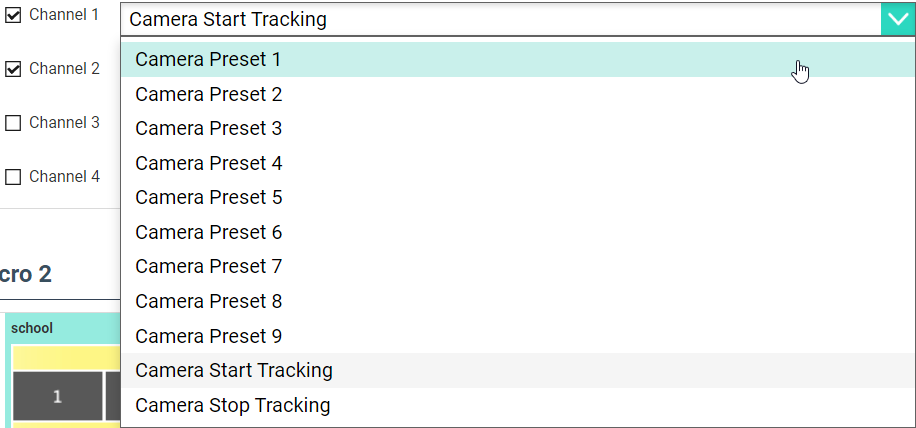 Channel 1
Camera Start Tracking
Camera Preset 1
Channel 2
Camera Preset 2
Channel 3
Camera Preset 3
Camera Preset 4
Channel 4
Camera Preset 5
Camera Preset 6
Camera Preset 7
cro 2
Camera Preset 8
school
Camera Preset 9
Camera Start Tracking
1
Camera Stop Tracking